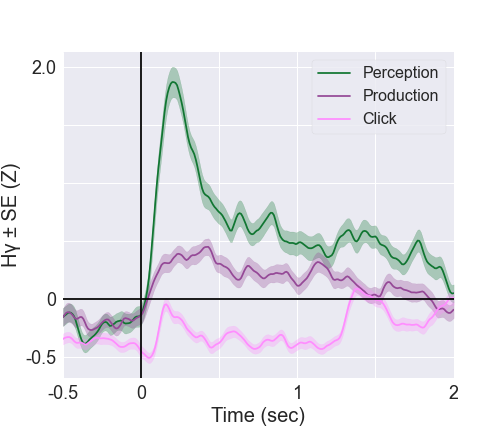 Perception
Production
Click
Hγ ± SE (Z)
2.0
0
-0.5
-0.5 0 1 2
Time (sec)